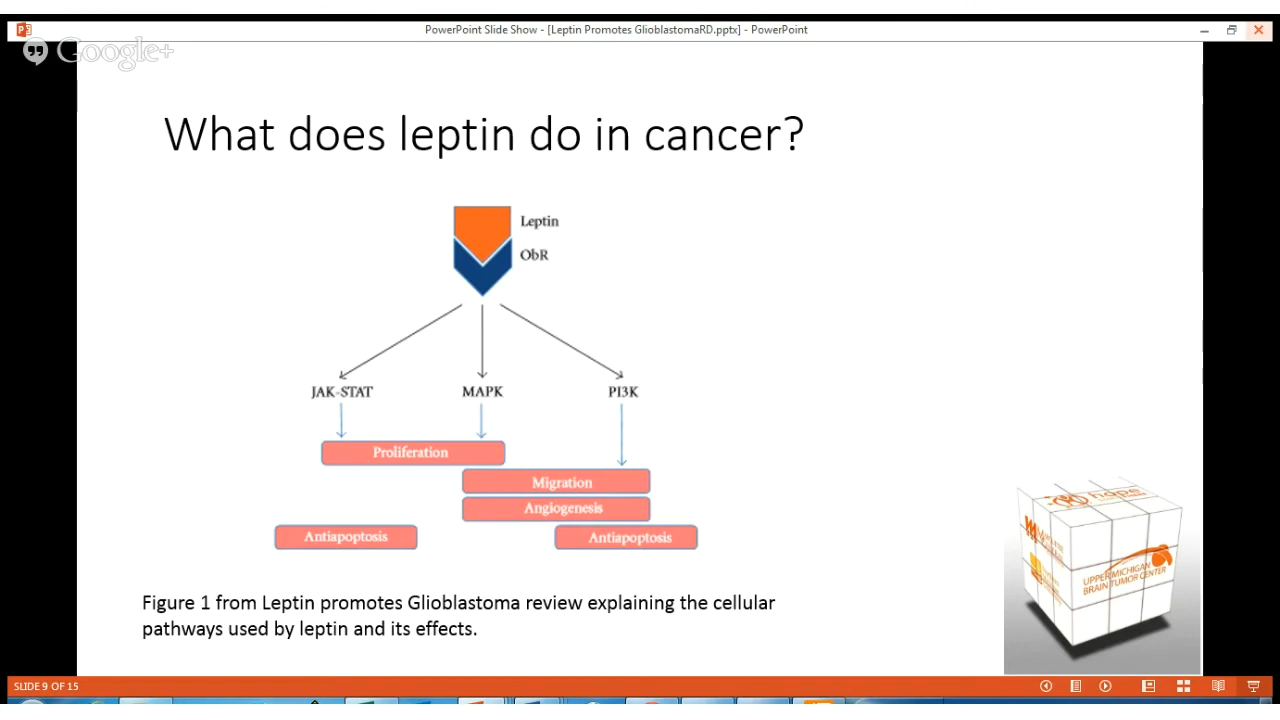 PowerPoint Slide Show - [Leptin Promotes GlioblastomaRD.pptx] - PowerPoint
Google+
What does leptin do in cancer?
Leptin
ObR
JAK-STAT MAPK PI3K
Proliferation
Migration
Angiogenesis
Antiapoptosis Antiapoptosis
hope
UPPER MICHIGAN
BRAIN TUMOR CENTER
Figure 1 from Leptin promotes Glioblastoma review explaining the cellular
pathways used by leptin and its effects.
SLIDE 9 OF 15